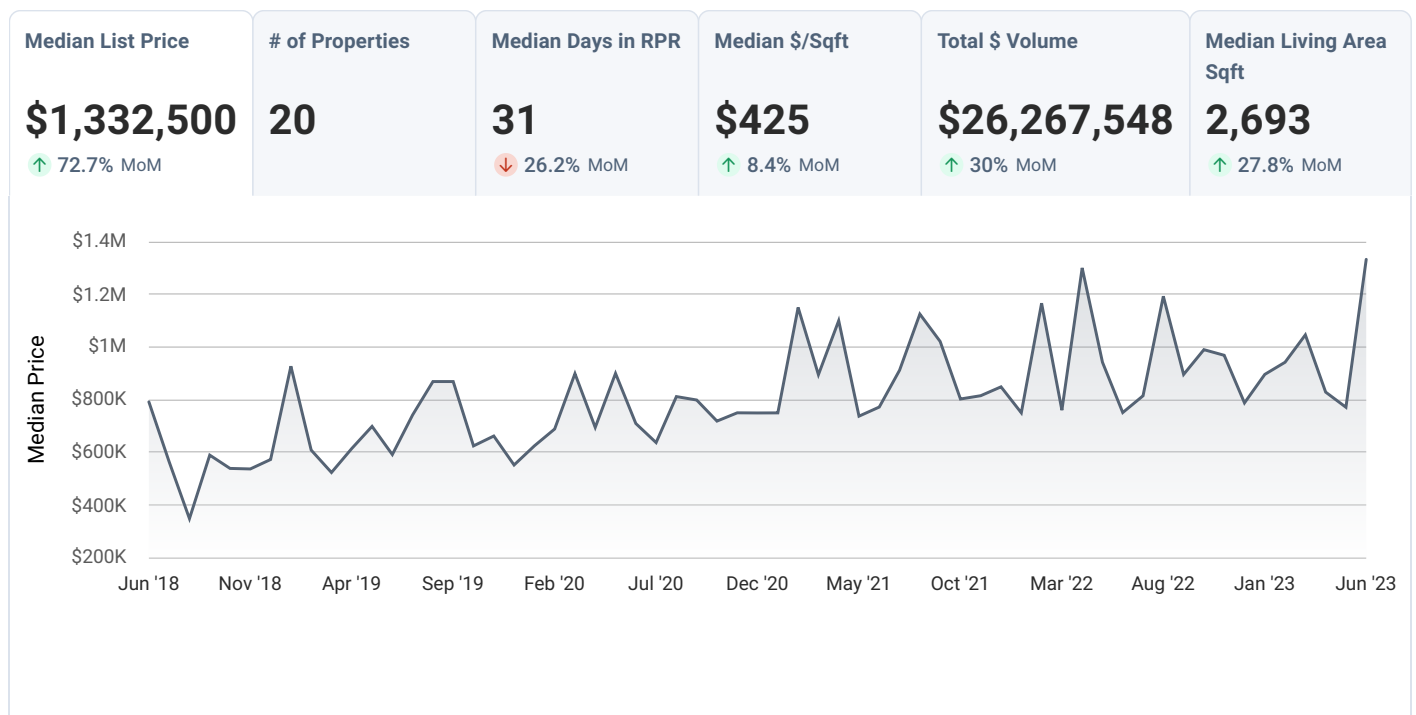 Median List Price
$1,332,500
72.7% MoM
# of Properties
20
Median Days in RPR
31
26.2% MoM
Median $/Sqft
$425
8.4% MoM
Total $ Volume
$26,267,548
30% MoM
Median Living Area
Sqft
2,693
27.8% MoM
Median Price
$1.4M
$1.2M
$1M
$800K
$600K
$400K
$200K
Jun '18 Nov '18 Apr '19 Sep '19 Feb '20 Jul '20 Dec '20 May '21 Oct '21 Mar '22 Aug '22 Jan '23 Jun '23